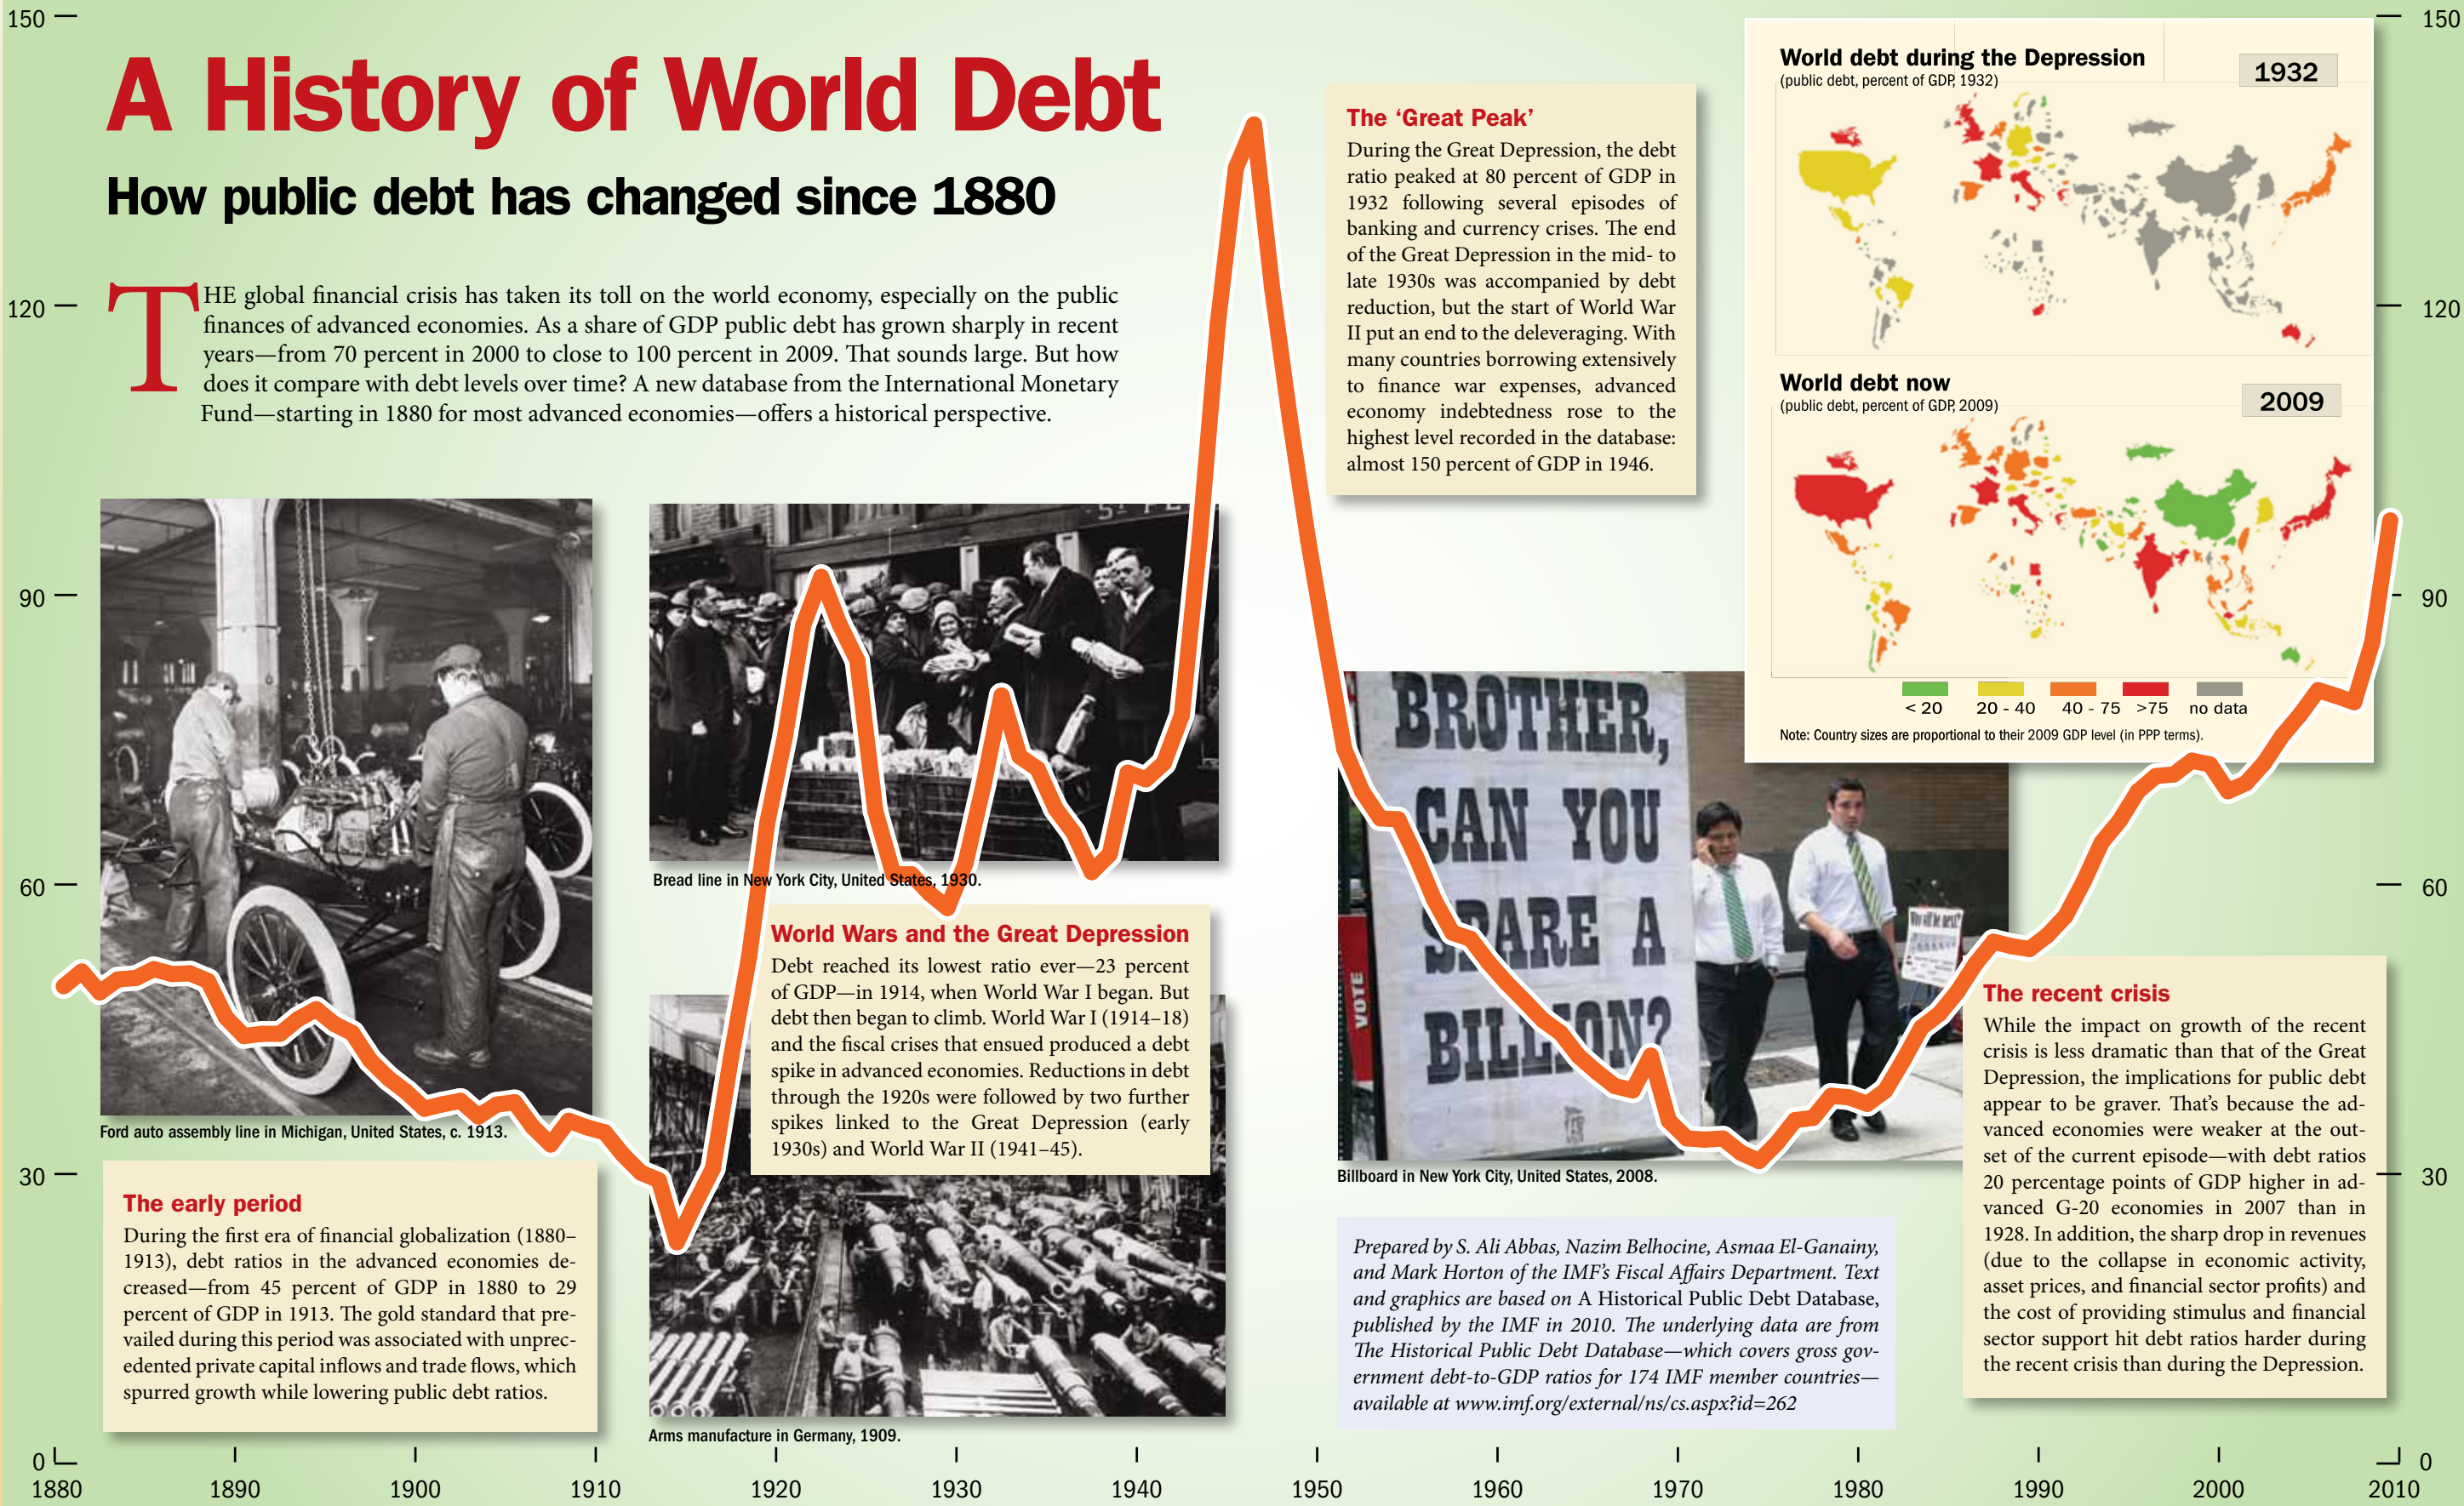 A History of World Debt
How public debt has changed since 1880
THE global financial crisis has taken its toll on the world economy, especially on the public
finances of advanced economies. As a share of GDP public debt has grown sharply in recent
years—from 70 percent in 2000 to close to 100 percent in 2009. That sounds large. But how
does it compare with debt levels over time? A new database from the International Monetary
Fund—starting in 1880 for most advanced economies—offers a historical perspective.
150
120
90
60
30
0
Ford auto assembly line in Michigan, United States, c. 1913.
The early period
During the first era of financial globalization (1880–
1913), debt ratios in the advanced economies de-
creased—from 45 percent of GDP in 1880 to 29
percent of GDP in 1913. The gold standard that pre-
vailed during this period was associated with unprec-
edented private capital inflows and trade flows, which
spurred growth while lowering public debt ratios.
Bread line in New York City, United States, 1930.
World Wars and the Great Depression
Debt reached its lowest ratio ever—23 percent
of GDP—in 1914, when World War I began. But
debt then began to climb. World War I (1914–18)
and the fiscal crises that ensued produced a debt
spike in advanced economies. Reductions in debt
through the 1920s were followed by two further
spikes linked to the Great Depression (early
1930s) and World War II (1941–45).
Arms manufacture in Germany, 1909.
The ‘Great Peak’
During the Great Depression, the debt
ratio peaked at 80 percent of GDP in
1932 following several episodes of
banking and currency crises. The end
of the Great Depression in the mid- to
late 1930s was accompanied by debt
reduction, but the start of World War
II put an end to the deleveraging. With
many countries borrowing extensively
to finance war expenses, advanced
economy indebtedness rose to the
highest level recorded in the database:
almost 150 percent of GDP in 1946.
World debt during the Depression
(public debt, percent of GDP, 1932)
1932
World debt now
(public debt, percent of GDP, 2009)
2009
< 20
20 - 40
40 - 75
>75
no data
Note: Country sizes are proportional to their 2009 GDP level (in PPP terms).
BROTHER,
CAN YOU
SPARE A
BILLION?
VOTE
Billboard in New York City, United States, 2008.
Prepared by S. Ali Abbas, Nazim Belhocine, Asmaa El-Ganainy,
and Mark Horton of the IMF’s Fiscal Affairs Department. Text
and graphics are based on A Historical Public Debt Database,
published by the IMF in 2010. The underlying data are from
The Historical Public Debt Database—which covers gross gov-
ernment debt-to-GDP ratios for 174 IMF member countries—
available at www.imf.org/external/ns/cs.aspx?id=262
The recent crisis
While the impact on growth of the recent
crisis is less dramatic than that of the Great
Depression, the implications for public debt
appear to be graver. That’s because the ad-
vanced economies were weaker at the out-
set of the current episode—with debt ratios
20 percentage points of GDP higher in ad-
vanced G-20 economies in 2007 than in
1928. In addition, the sharp drop in revenues
(due to the collapse in economic activity,
asset prices, and financial sector profits) and
the cost of providing stimulus and financial
sector support hit debt ratios harder during
the recent crisis than during the Depression.
150
120
90
60
30
0
1880 1890 1900 1910 1920 1930 1940 1950 1960 1970 1980 1990 2000 2010